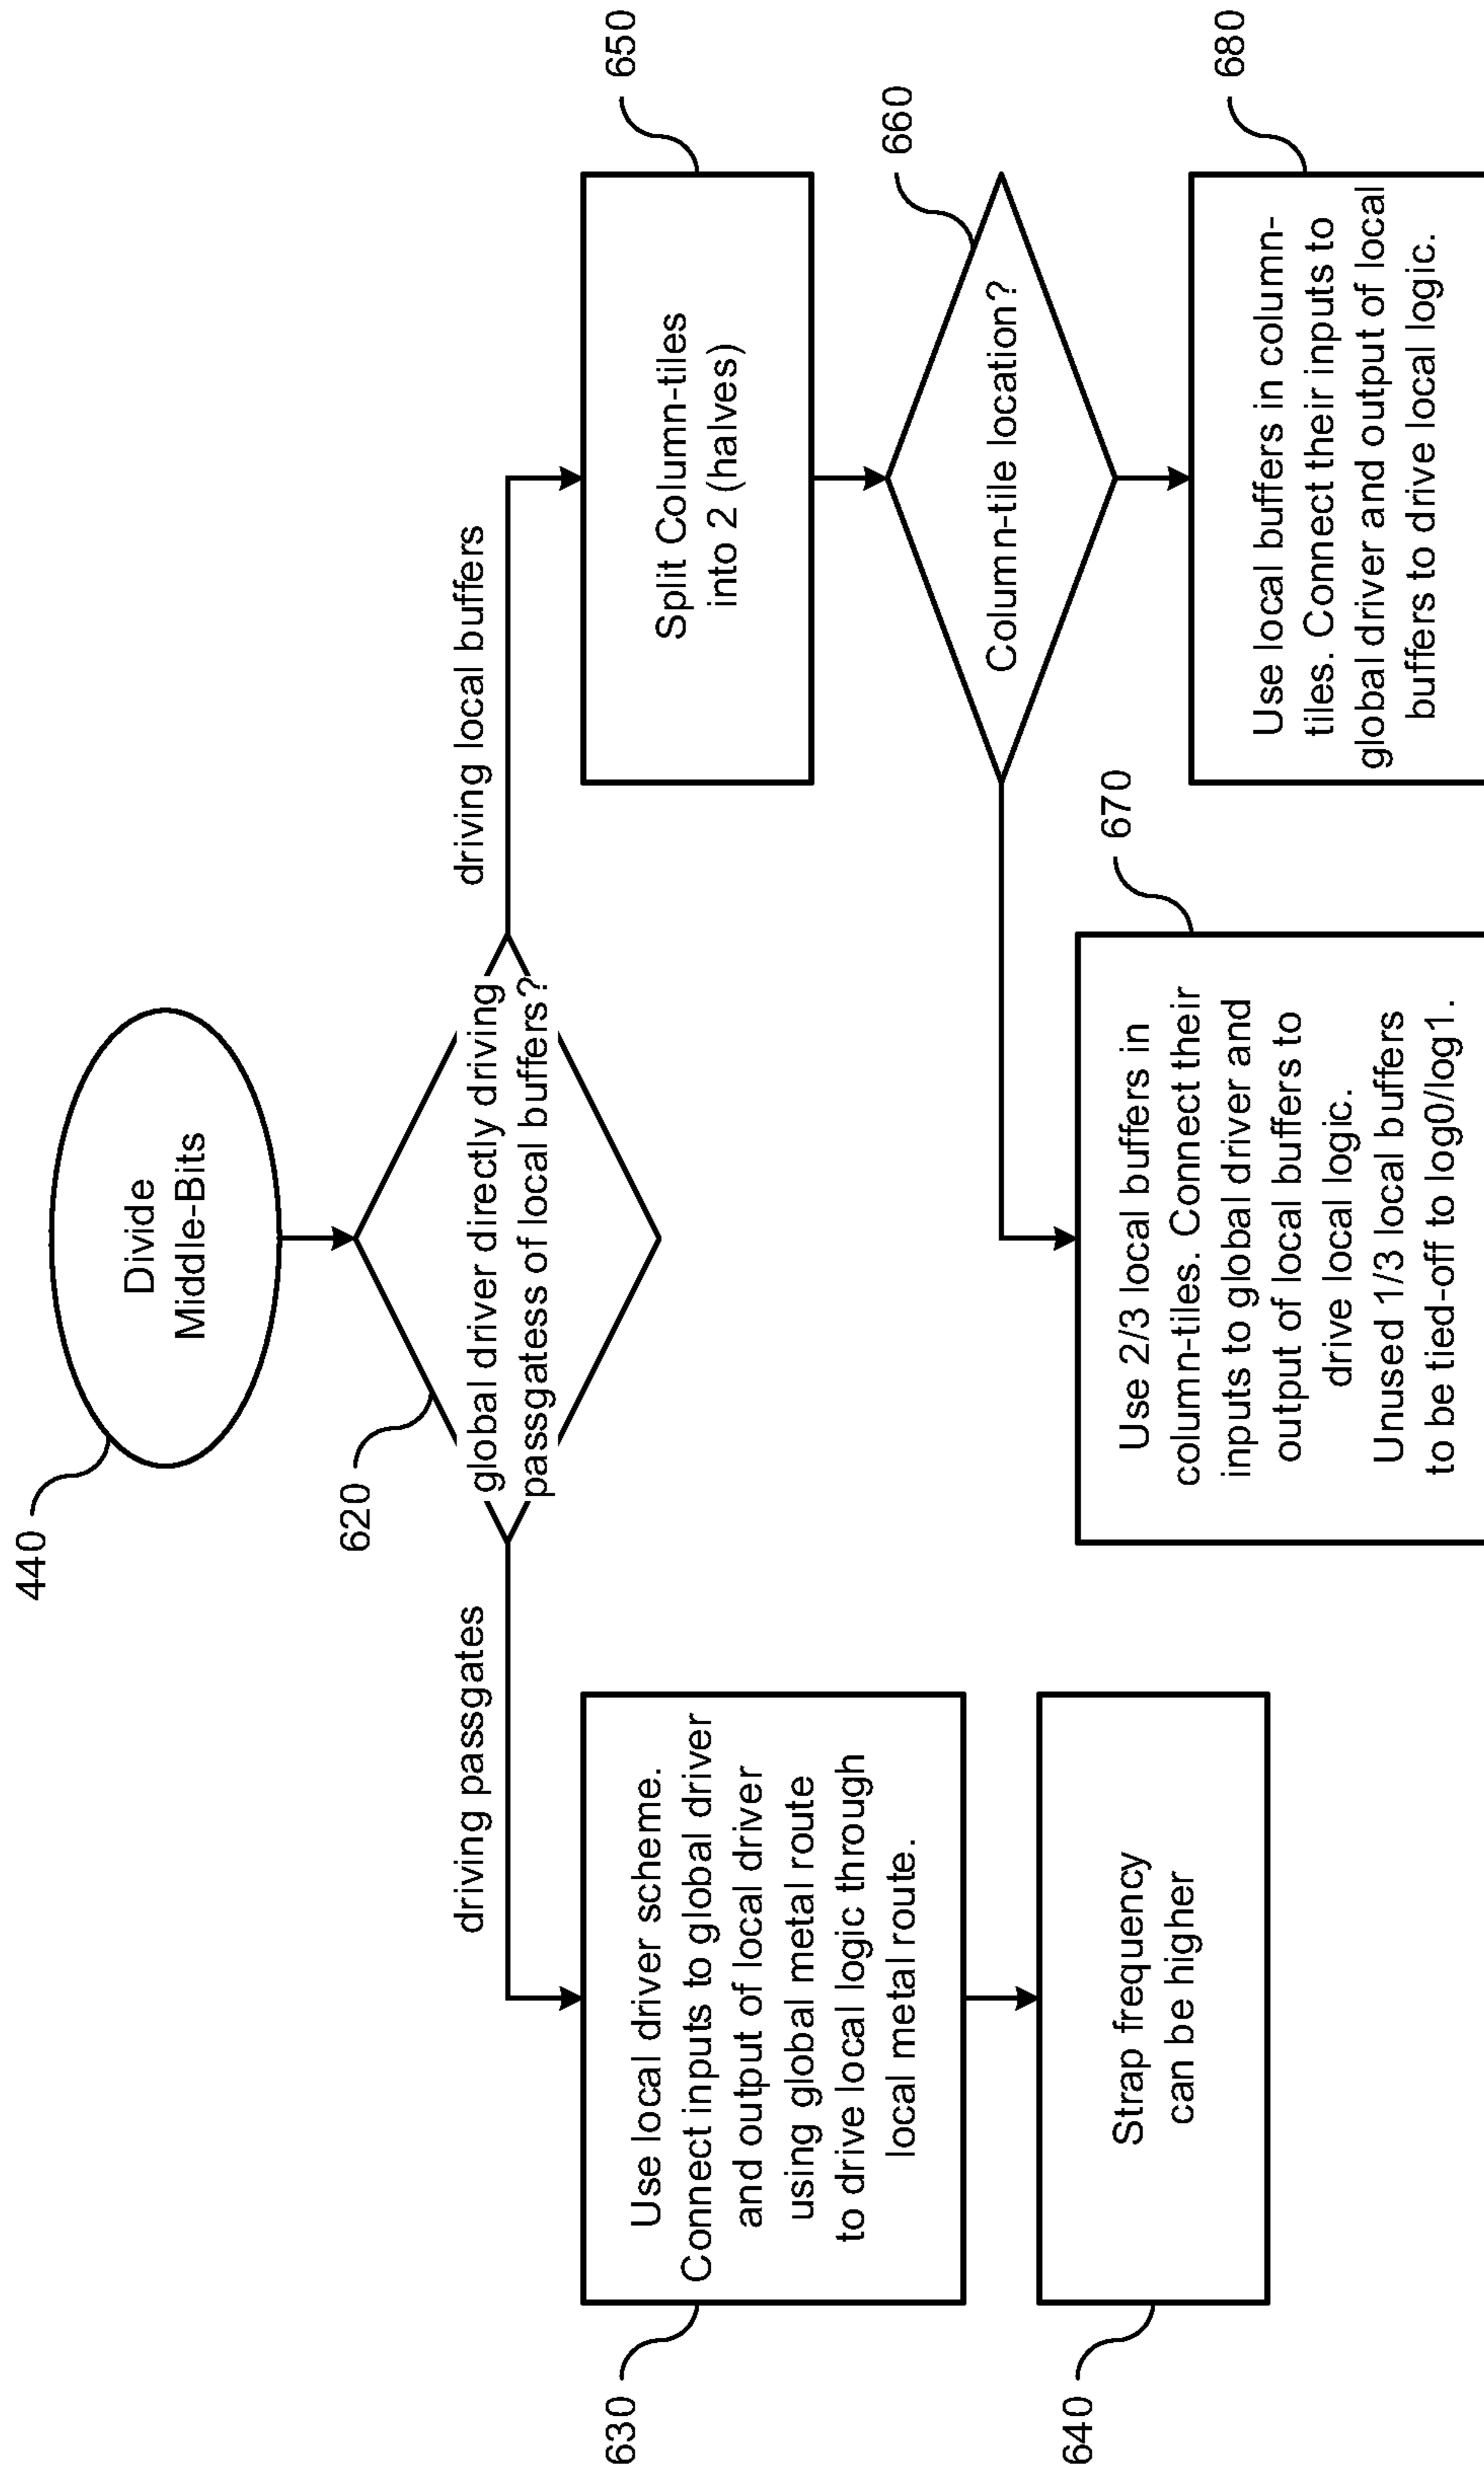 440
Divide
Middle-Bits
620
global driver directly driving
passgatess of local buffers?
driving passgates
driving local buffers
630
Use local driver scheme.
Connect inputs to global driver
and output of local driver
using global metal route
to drive local logic through
local metal route.
640
Strap frequency
can be higher
650
Split Column-tiles
into 2 (halves)
660
Column-tile location?
670
Use 2/3 local buffers in
column-tiles. Connect their
inputs to global driver and
output of local buffers to
drive local logic.
Unused 1/3 local buffers
to be tied-off to log0/log1.
680
Use local buffers in column-
tiles. Connect their inputs to
global driver and output of local
buffers to drive local logic.